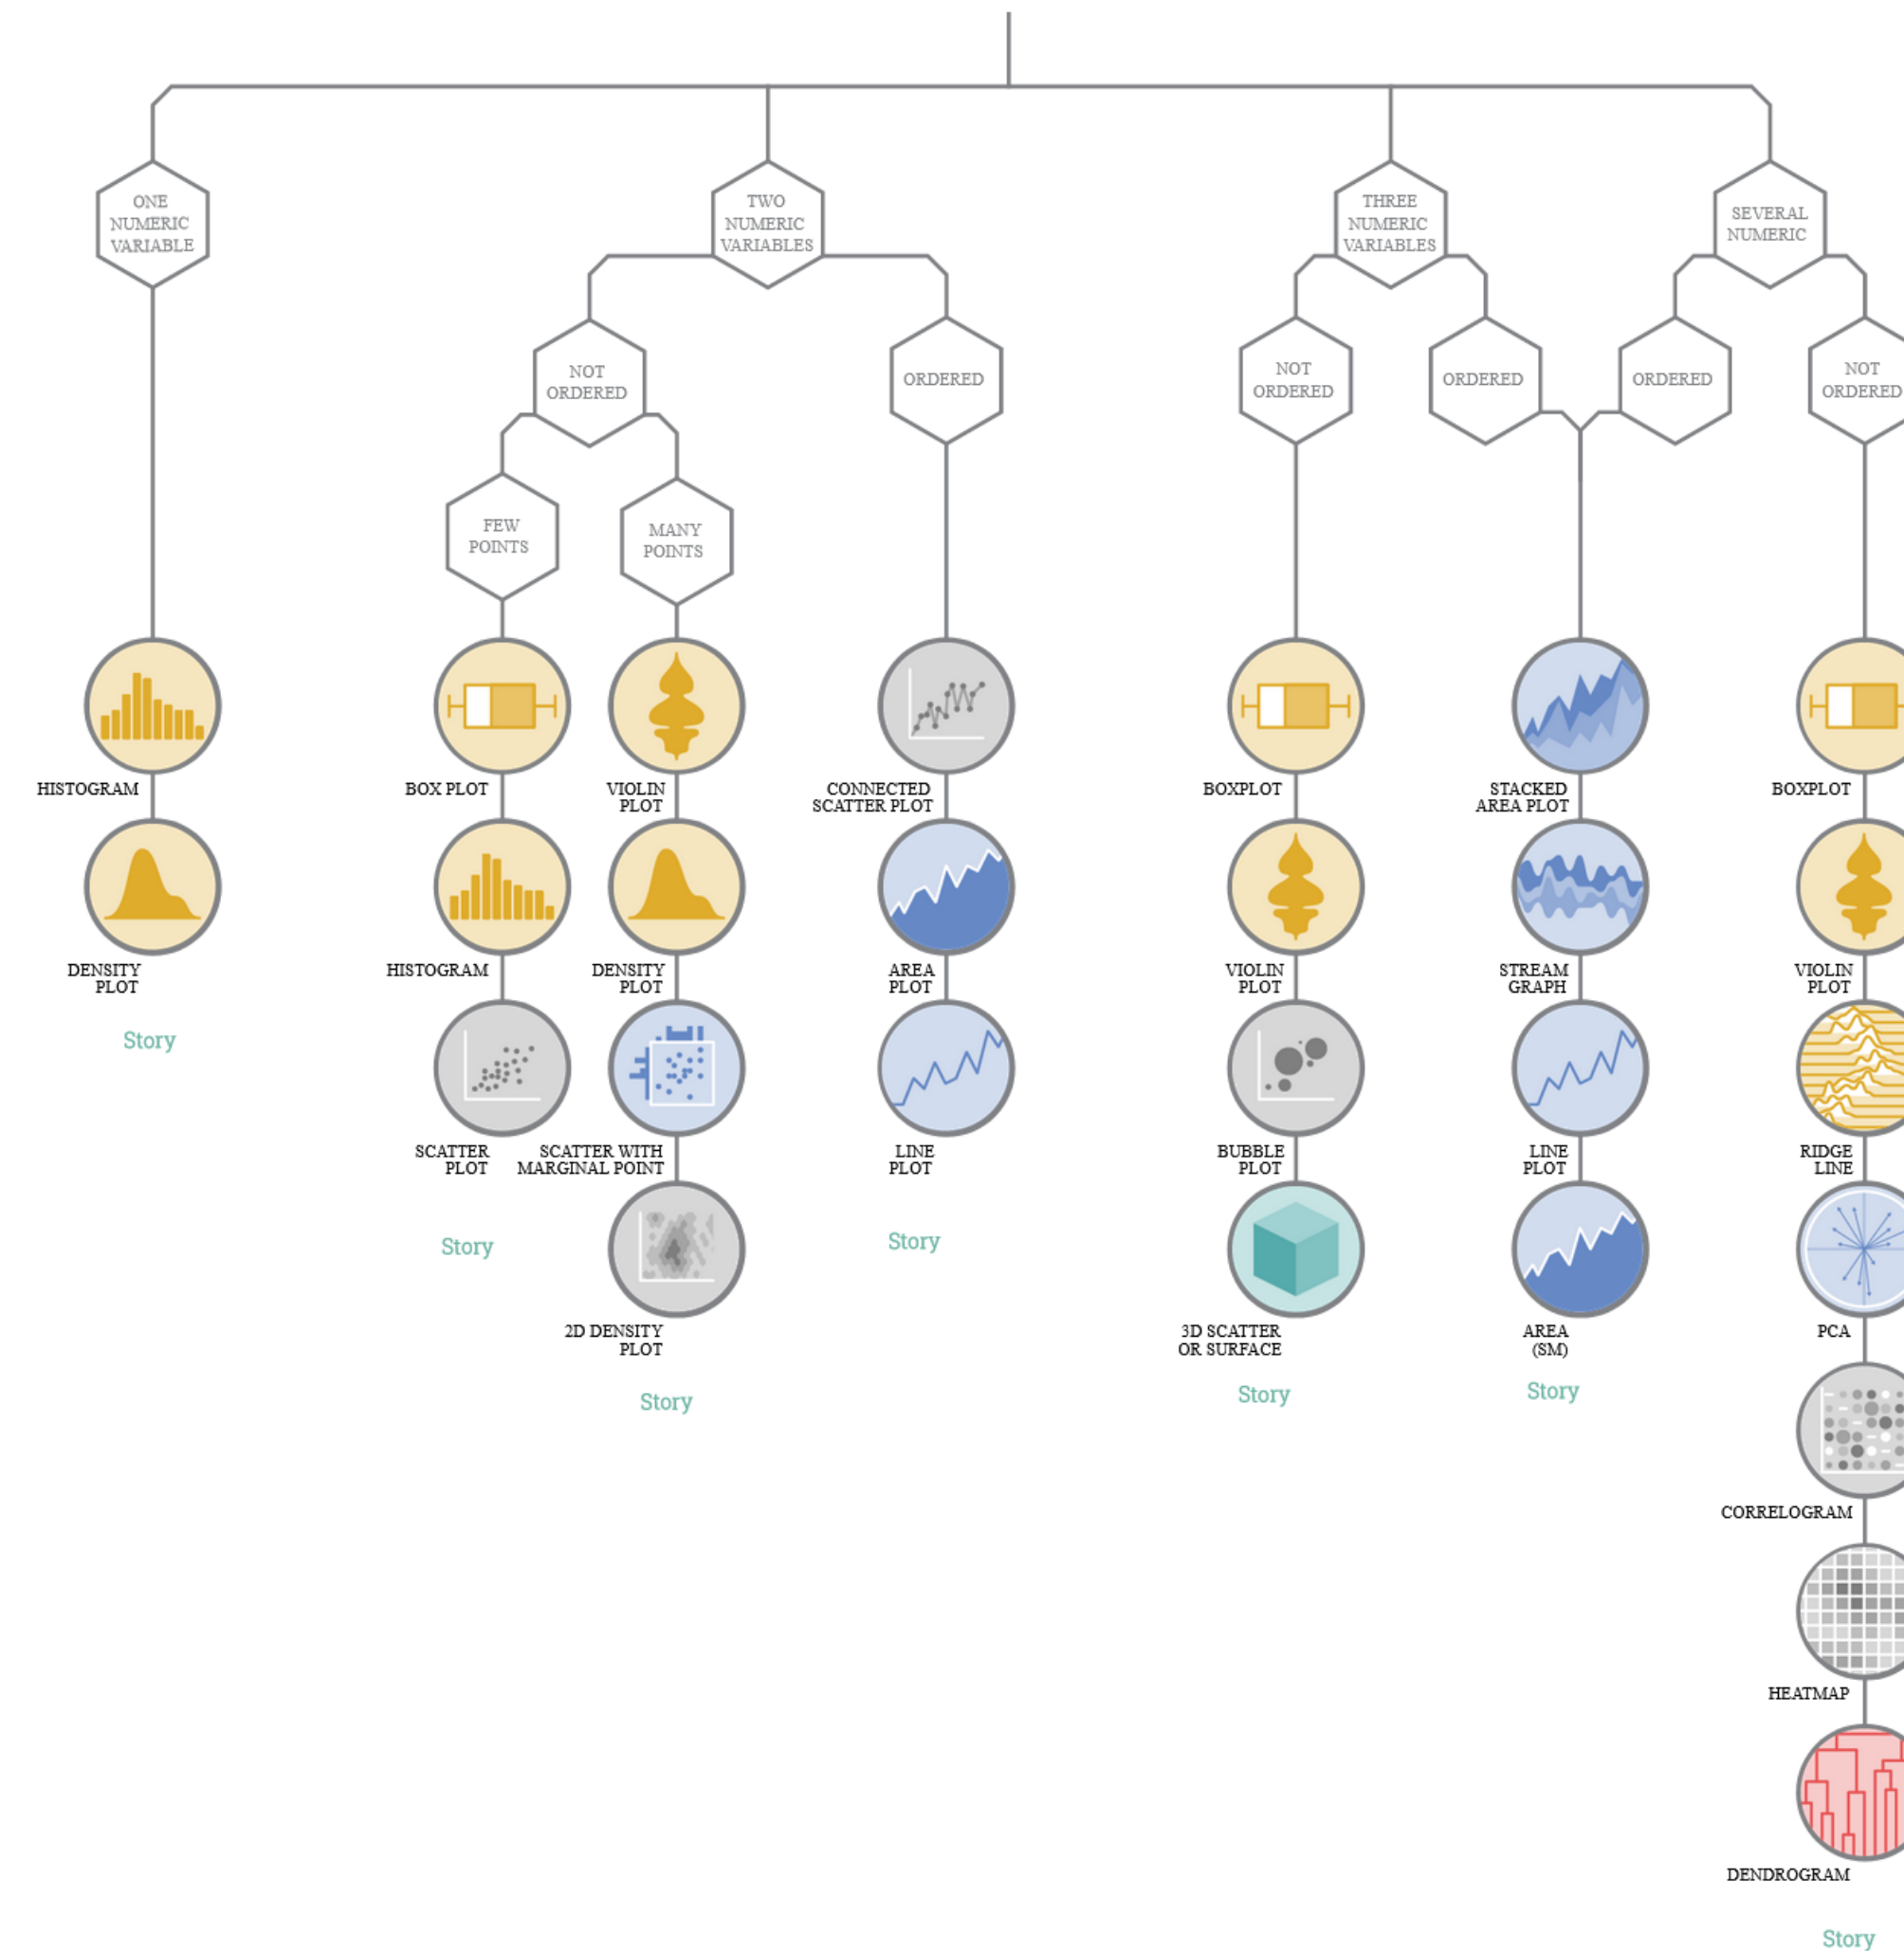 ONE
NUMERIC
VARIABLE
TWO
NUMERIC
VARIABLES
THREE
NUMERIC
VARIABLES
SEVERAL
NUMERIC
NOT
ORDERED
ORDERED
NOT
ORDERED
ORDERED
ORDERED
NOT
ORDERED
FEW
POINTS
MANY
POINTS
HISTOGRAM
DENSITY
PLOT
Story
BOX PLOT
HISTOGRAM
SCATTER
PLOT
Story
VIOLIN
PLOT
DENSITY
PLOT
SCATTER WITH
MARGINAL POINT
2D DENSITY
PLOT
Story
CONNECTED
SCATTER PLOT
AREA
PLOT
LINE
PLOT
Story
BOXPLOT
VIOLIN
PLOT
BUBBLE
PLOT
3D SCATTER
OR SURFACE
Story
STACKED
AREA PLOT
STREAM
GRAPH
LINE
PLOT
AREA
(SM)
Story
BOXPLOT
VIOLIN
PLOT
RIDGE
LINE
PCA
CORRELOGRAM
HEATMAP
DENDROGRAM
Story